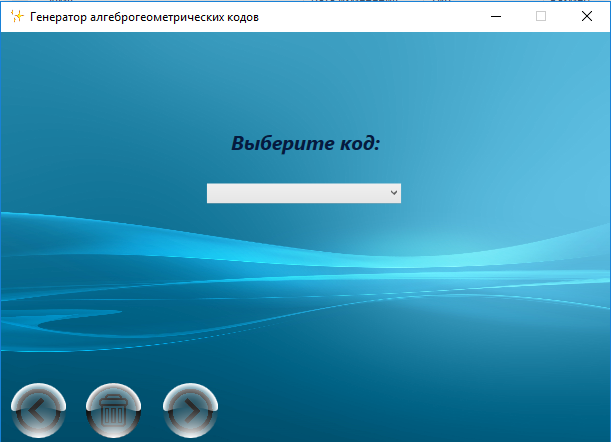 Генератор алгеброгеометрических кодов
Выберите код: